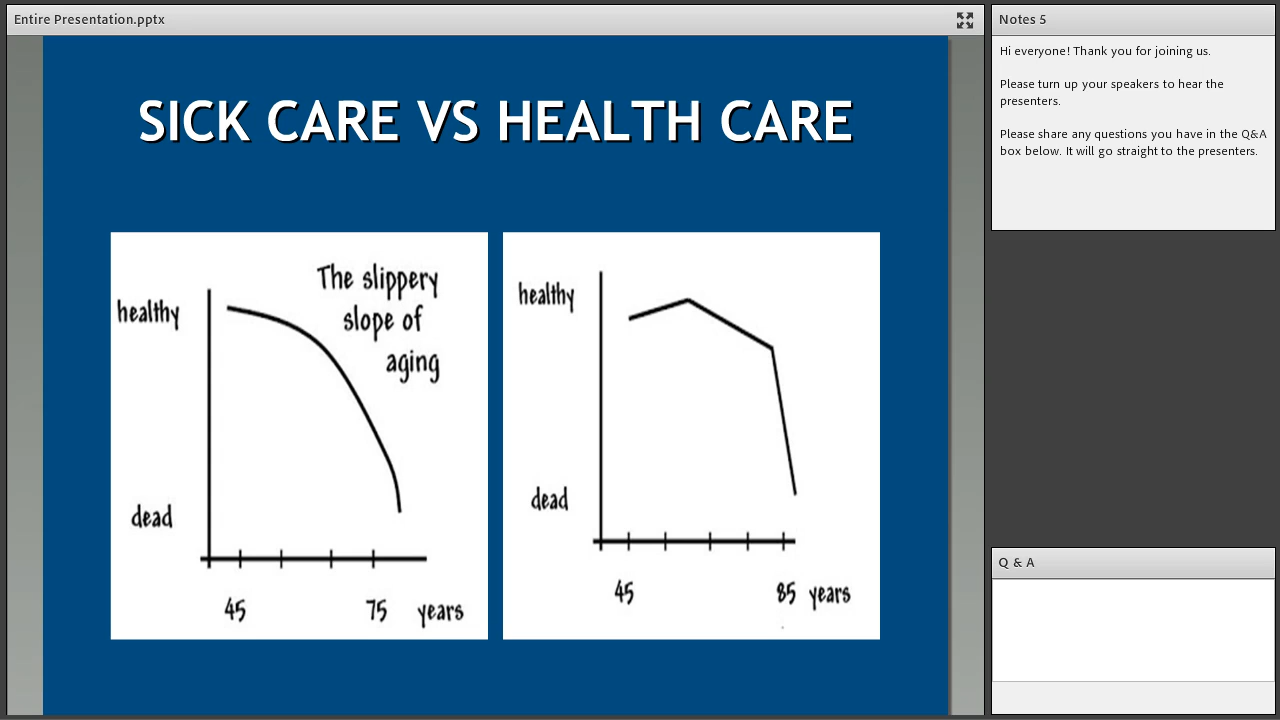 Entire Presentation.pptx
SICK CARE VS HEALTH CARE
The slippery
slope of
aging
healthy
dead
45
75
years
healthy
dead
45
85
years
Notes 5
Hi everyone! Thank you for joining us.
Please turn up your speakers to hear the
presenters.
Please share any questions you have in the Q&A
box below. It will go straight to the presenters.
Q & A